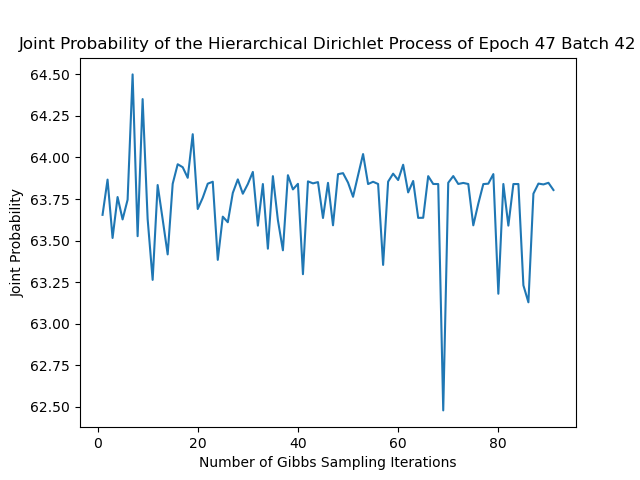 Joint Probability of the Hierarchical Dirichlet Process of Epoch 47 Batch 42
64.50
64.25
64.00
63.75
63.50
63.25
63.00
62.75
62.50
Joint Probability
0 20 40 60 80
Number of Gibbs Sampling Iterations